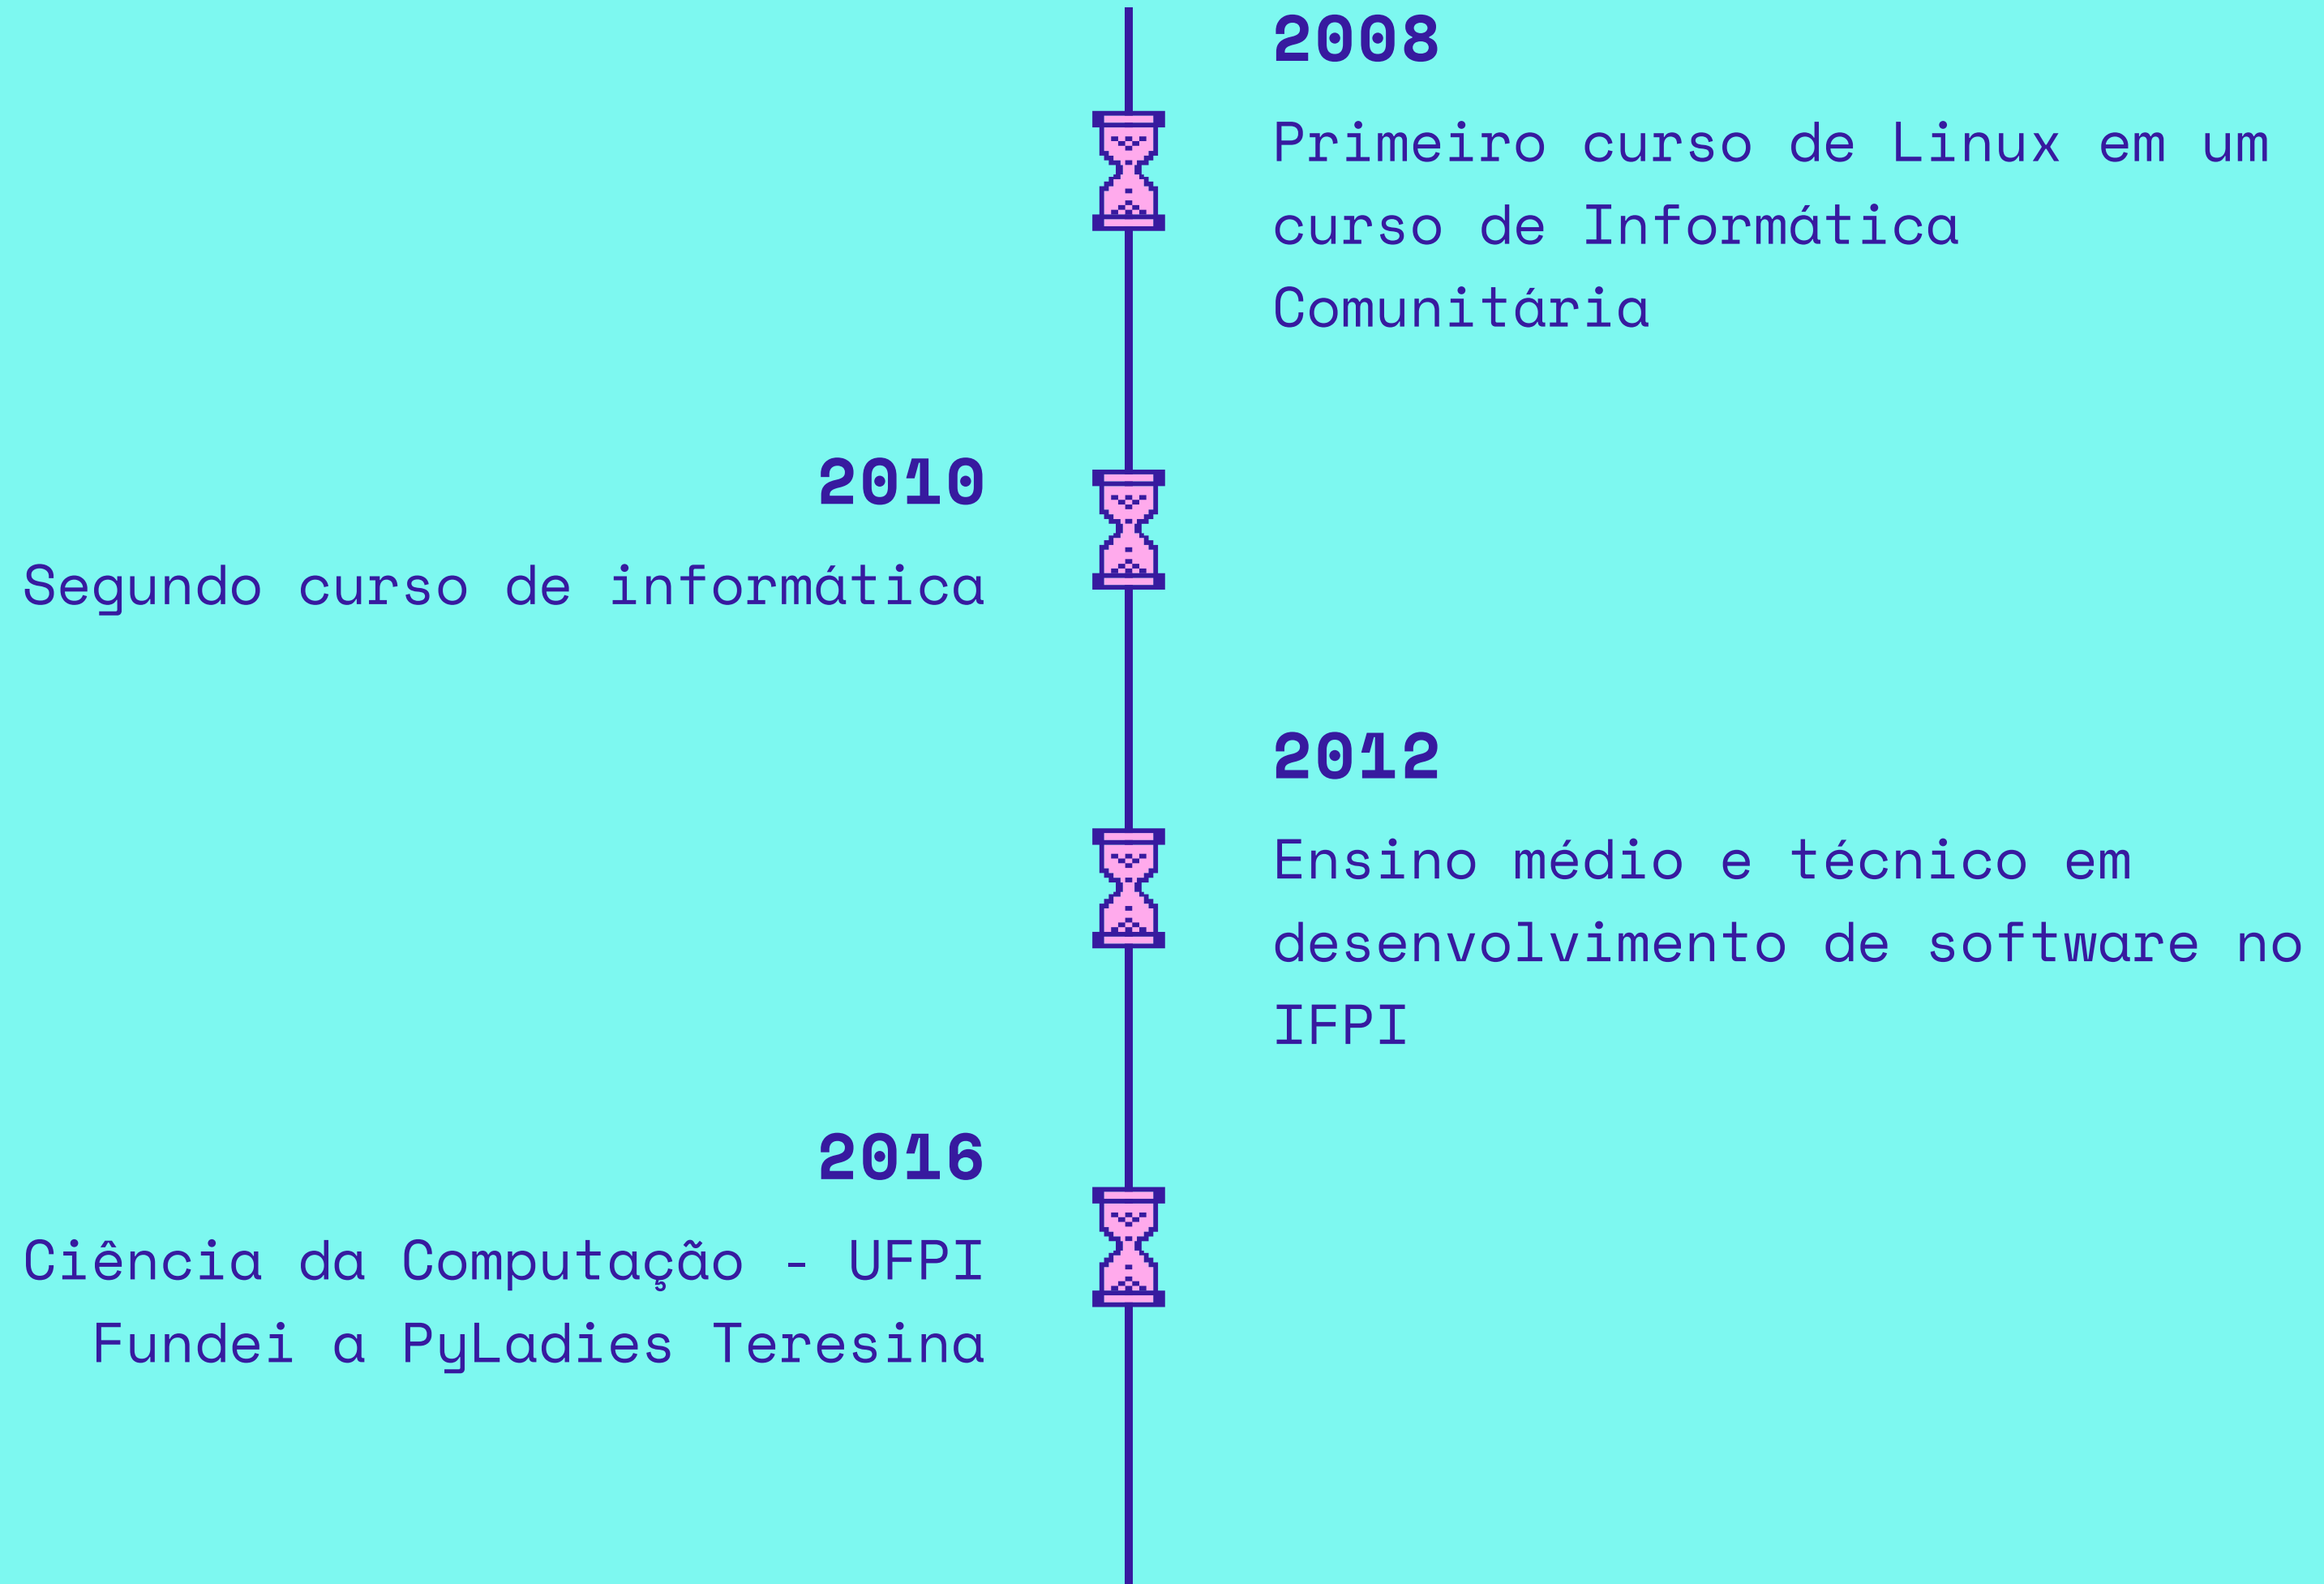 2008
Primeiro curso de Linux em um
curso de Informática
Comunitária
2010
Segundo curso de informática
2012
Ensino médio e técnico em
desenvolvimento de software no
IFPI
2016
Ciência da Computação - UFPI
Fundei a PyLadies Teresina